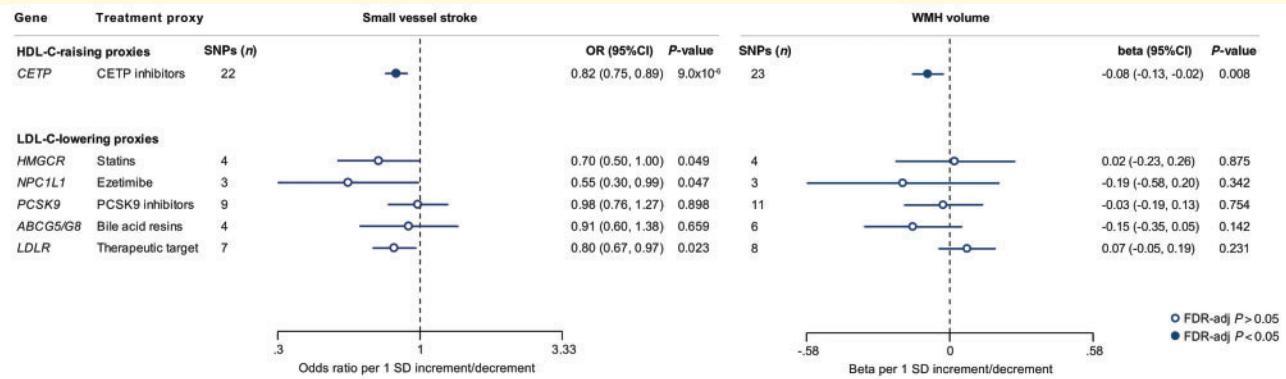 Gene Treatment proxy Small vessel stroke WMH volume
HDL-C-raising proxies SNPs (n) OR (95%CI) P-value SNPs (n) beta (95%CI) P-value
CETP CETP inhibitors 22 0.82 (0.75, 0.89) 9.0x10⁻⁶ 23 -0.08 (-0.13, -0.02) 0.008
LDL-C-lowering proxies
HMGCR Statins 4 0.70 (0.50, 1.00) 0.049 4 0.02 (-0.23, 0.26) 0.875
NPC1L1 Ezetimibe 3 0.55 (0.30, 0.99) 0.047 3 -0.19 (-0.58, 0.20) 0.342
PCSK9 PCSK9 inhibitors 9 0.98 (0.76, 1.27) 0.898 11 -0.03 (-0.19, 0.13) 0.754
ABCG5/G8 Bile acid resins 4 0.91 (0.60, 1.38) 0.659 6 -0.15 (-0.35, 0.05) 0.142
LDLR Therapeutic target 7 0.80 (0.67, 0.97) 0.023 8 0.07 (-0.05, 0.19) 0.231
FDR-adj P > 0.05
FDR-adj P < 0.05
.3 1 3.33 -.58 0 .58
Odds ratio per 1 SD increment/decrement Beta per 1 SD increment/decrement